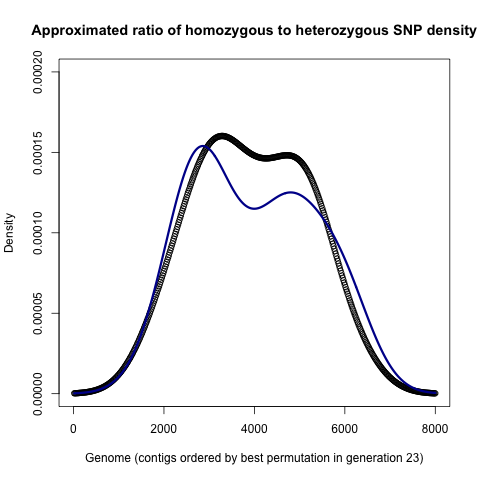 Approximated ratio of homozygous to heterozygous SNP density
0.00020
0.00015
0.00010
0.00005
0.00000
Density
0 2000 4000 6000 8000
Genome (contigs ordered by best permutation in generation 23)